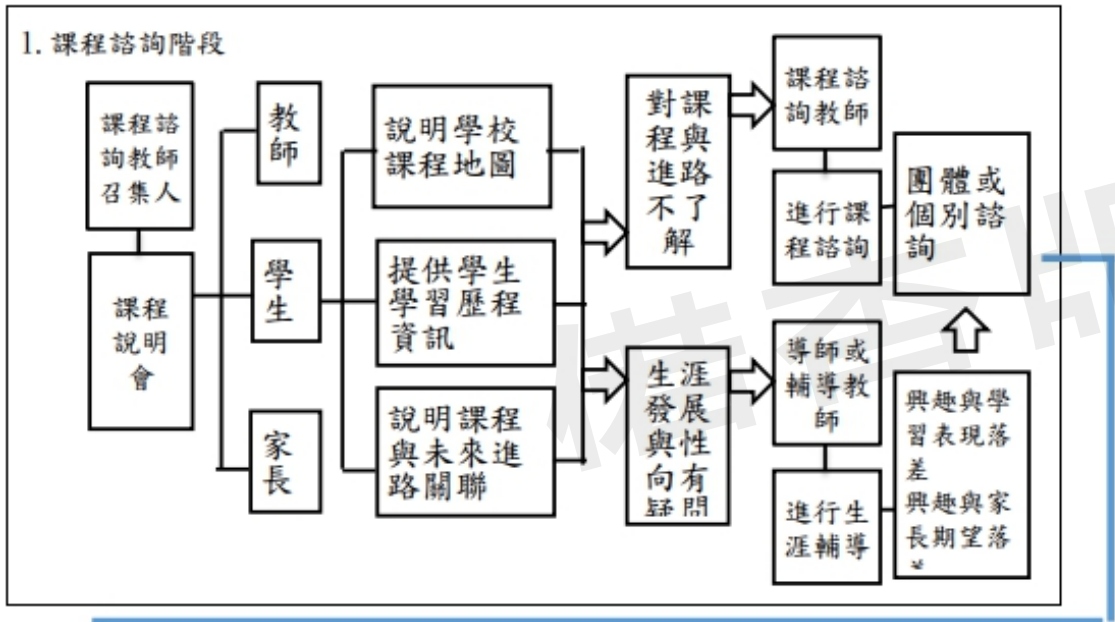 1. 課程諮詢階段
課程諮
詢教師
召集人
課程
說明
會
教
師
學
生
家
長
說明學校
課程地圖
提供學生
學習歷程
資訊
說明課程
與未來進
路關聯
對課
程與
進路
不了
解
生涯
發展
與性
向有
疑問
課程諮
詢教師
進行課
程諮詢
團體或
個別諮
詢
導師或
輔導教
師
進行生
涯輔導
興趣與學
習表現落
差
興趣與家
長期望落